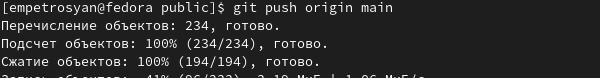 [empetrosyan@fedora public]$ git push origin main
Перечисление объектов: 234, готово.
Подсчет объектов: 100% (234/234), готово.
Сжатие объектов: 100% (194/194), готово.